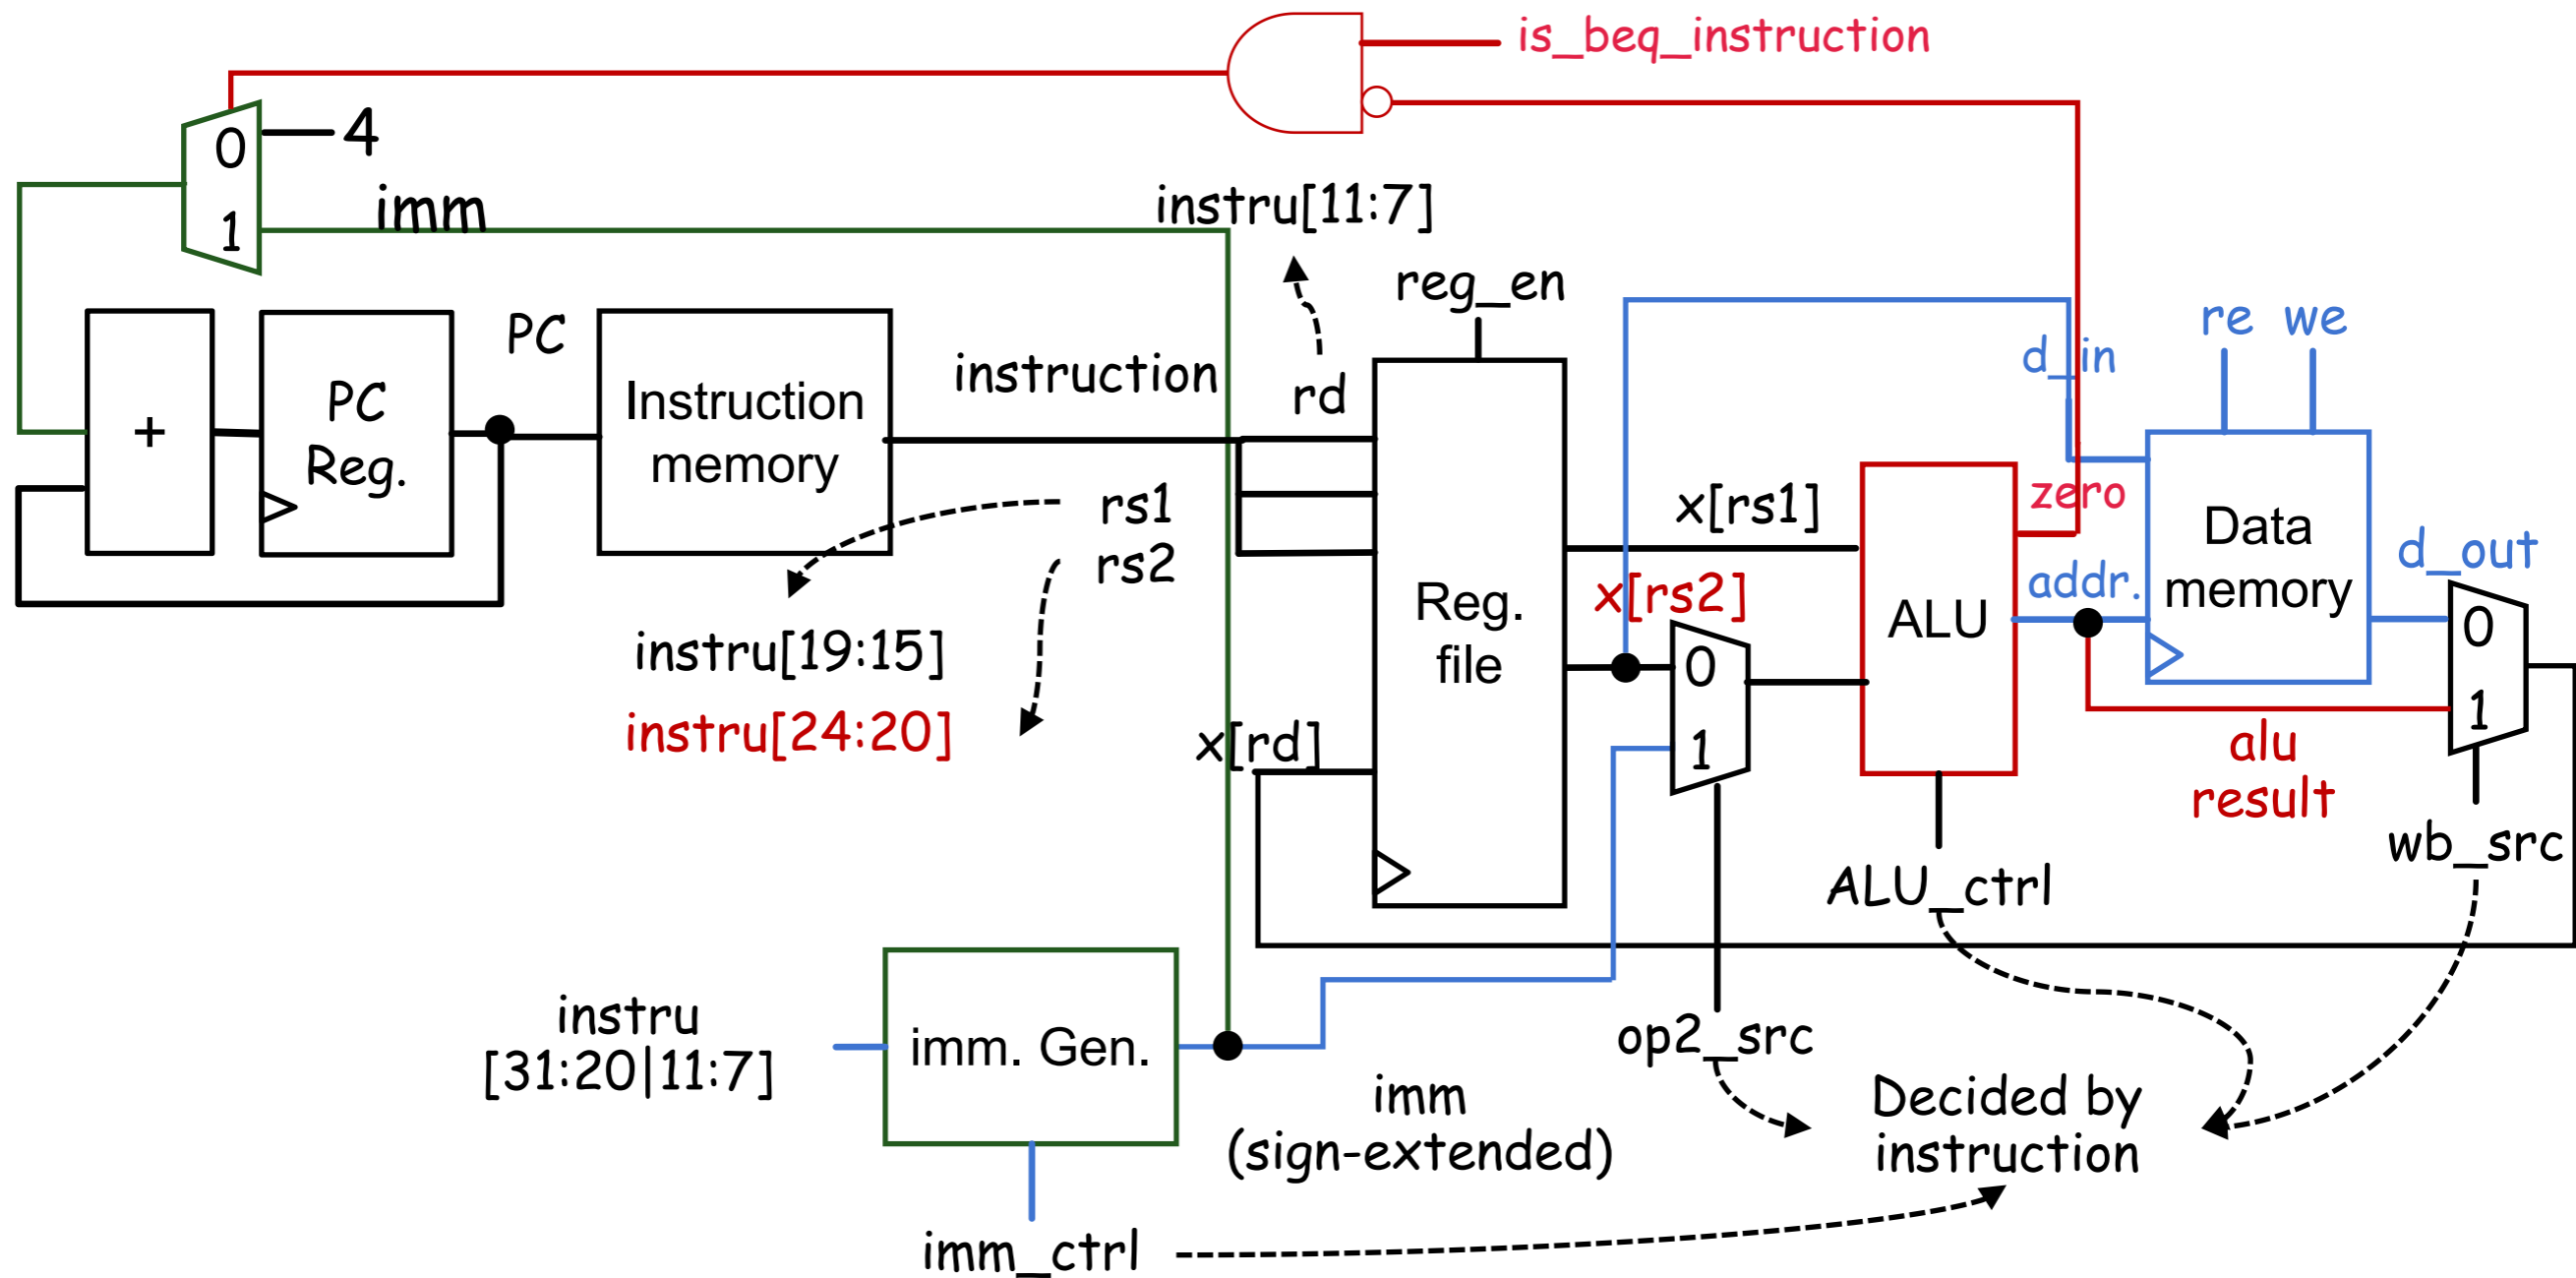 is_beq_instruction
0
4
1
imm
instru[11:7]
reg_en
re we
PC
+
PC
Reg.
Instruction
memory
instruction
rd
d_in
rs1
rs2
x[rs1]
zero
Data
memory
d_out
x[rs2]
addr.
Reg.
file
0
1
ALU
0
1
instru[19:15]
instru[24:20]
x[rd]
alu
result
wb_src
ALU_ctrl
instru
[31:20|11:7]
imm. Gen.
op2_src
imm
(sign-extended)
Decided by
instruction
imm_ctrl